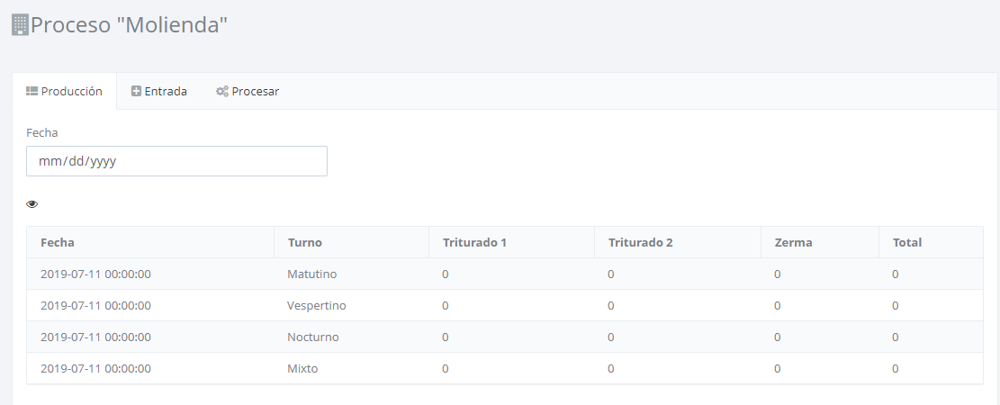 Proceso "Molienda"
Producción Entrada Procesar
Fecha
mm/dd/yyyy
Fecha Turno Triturado 1 Triturado 2 Zerma Total
2019-07-11 00:00:00 Matutino 0 0 0 0
2019-07-11 00:00:00 Vespertino 0 0 0 0
2019-07-11 00:00:00 Nocturno 0 0 0 0
2019-07-11 00:00:00 Mixto 0 0 0 0